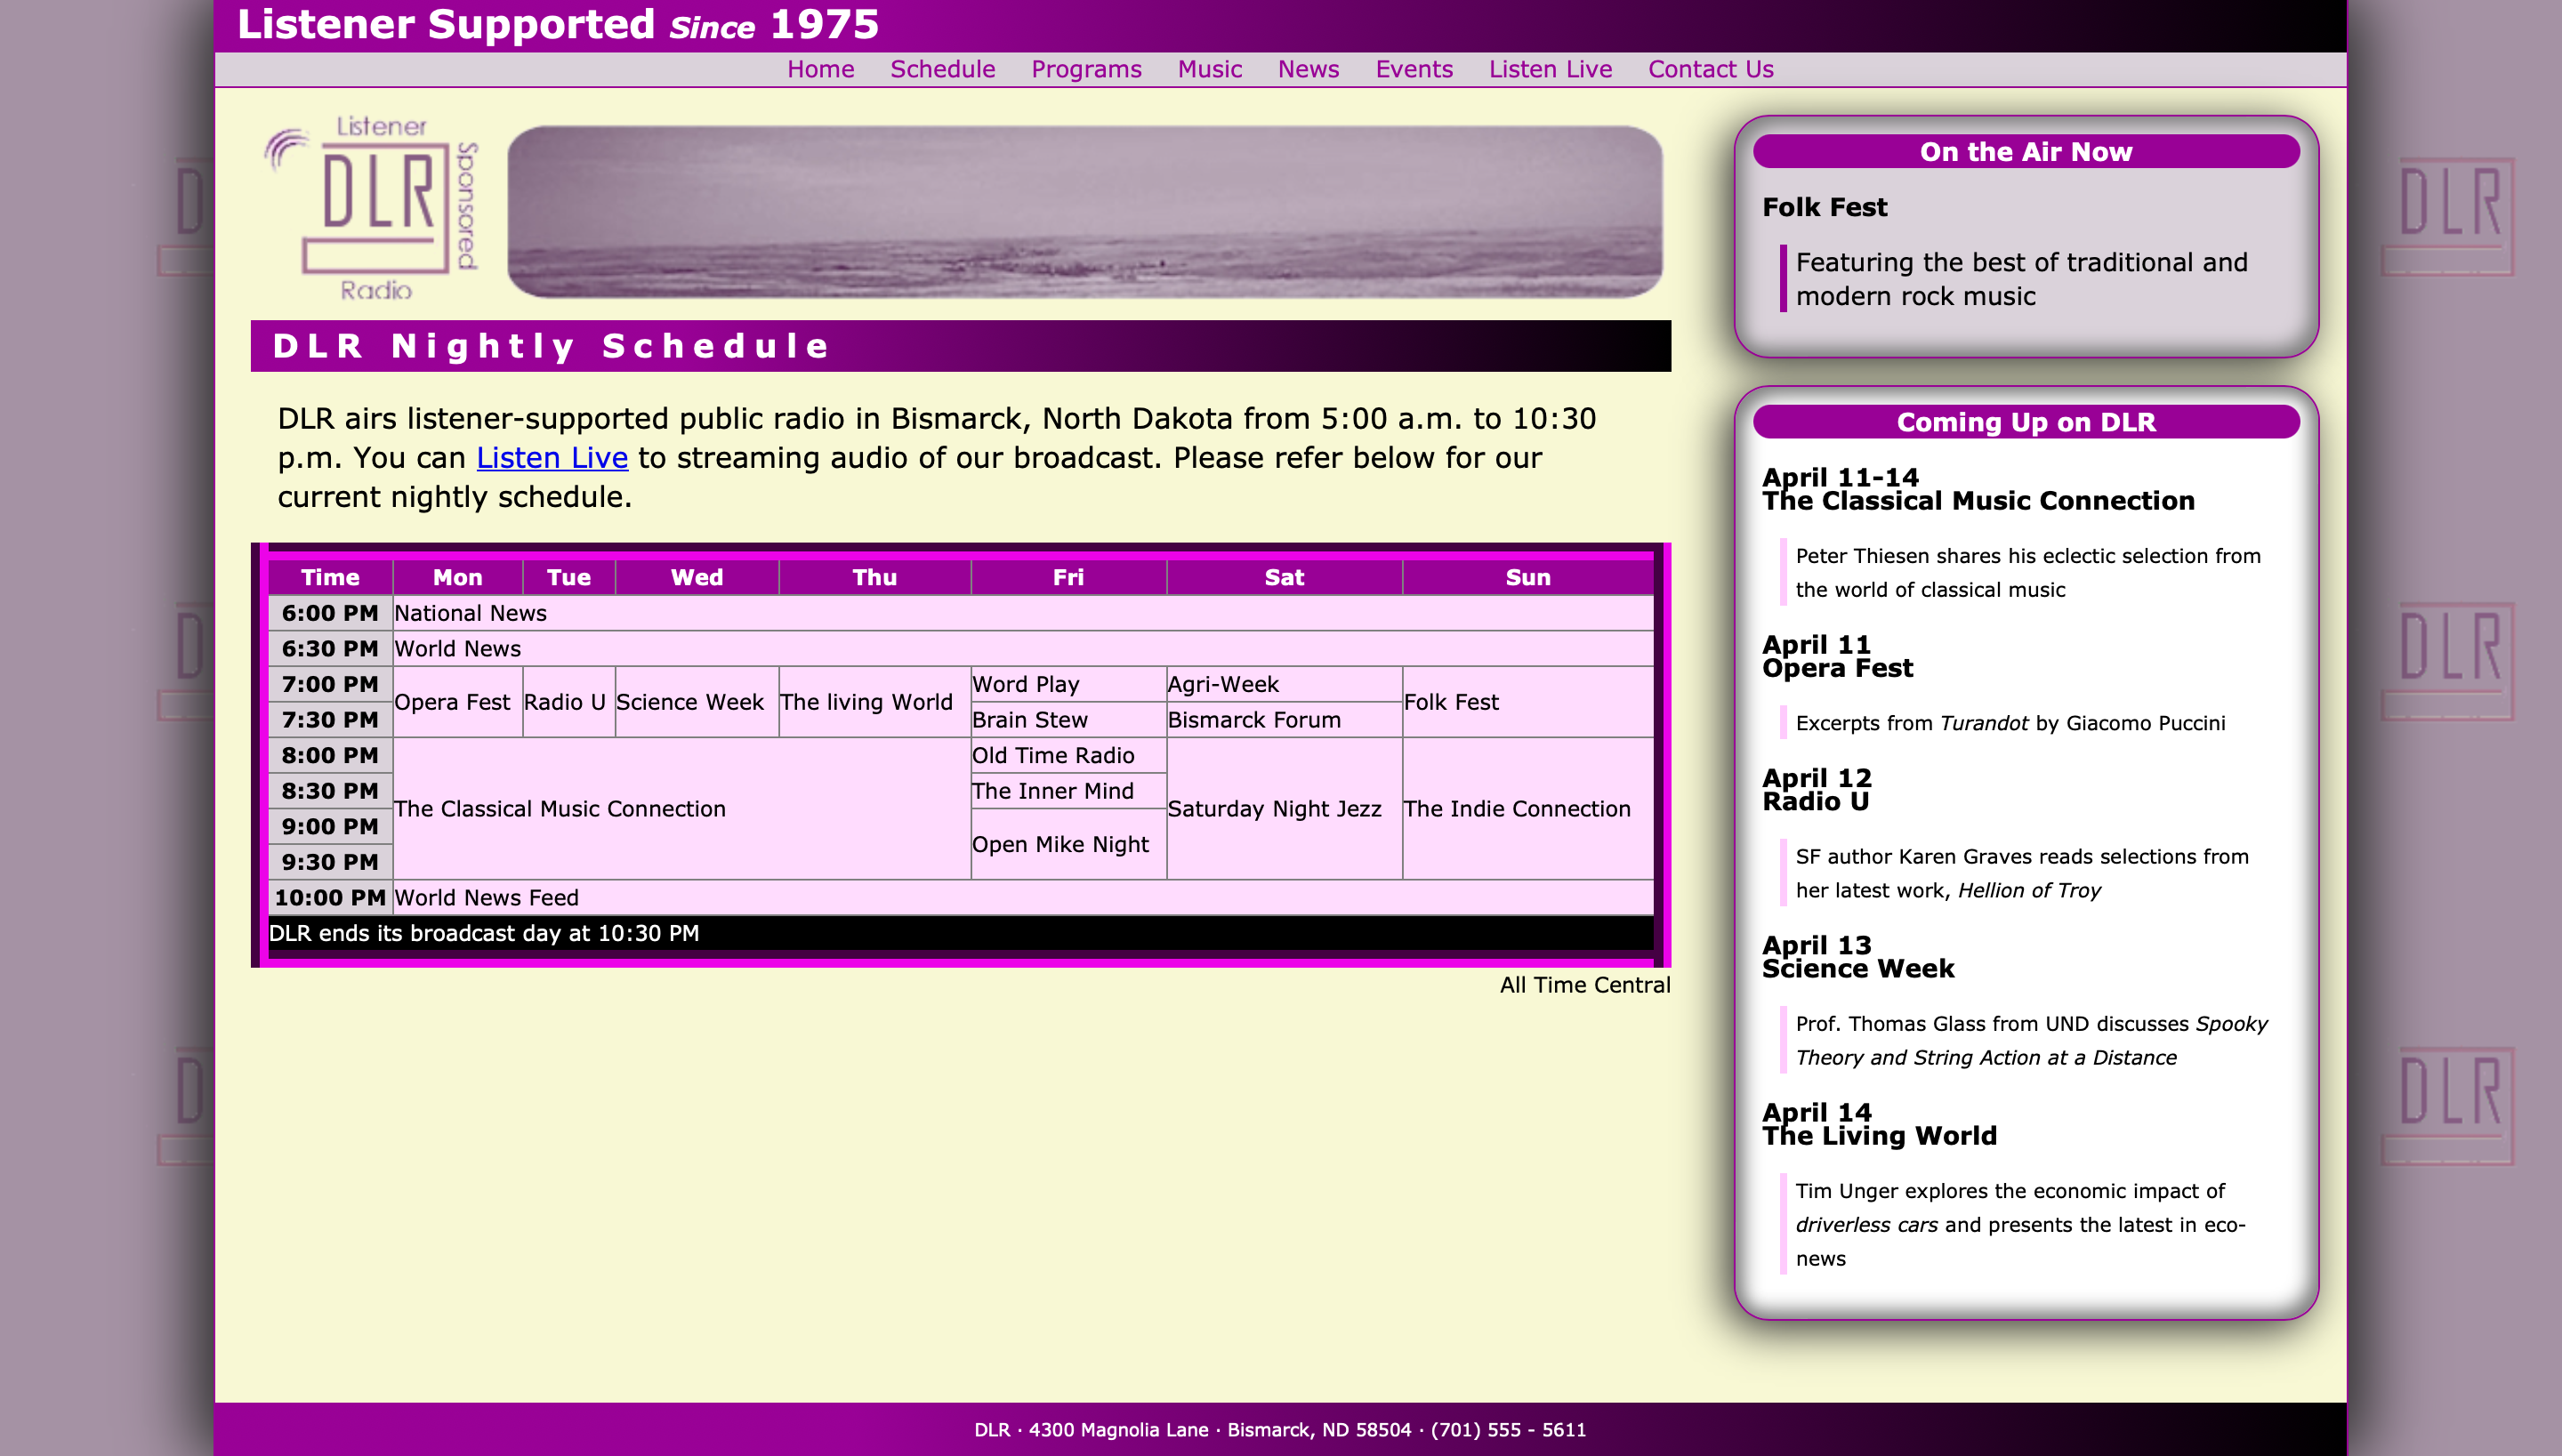 Listener Supported Since 1975
Home Schedule Programs Music News Events Listen Live Contact Us
Listener
DLR
Sponsored
Radio
DLR Nightly Schedule
DLR airs listener-supported public radio in Bismarck, North Dakota from 5:00 a.m. to 10:30
p.m. You can Listen Live to streaming audio of our broadcast. Please refer below for our
current nightly schedule.
Time Mon Tue Wed Thu Fri Sat Sun
6:00 PM National News
6:30 PM World News
7:00 PM Opera Fest Radio U Science Week The living World Word Play Agri-Week Folk Fest
7:30 PM Brain Stew Bismarck Forum
8:00 PM The Classical Music Connection Old Time Radio Saturday Night Jezz The Indie Connection
8:30 PM The Inner Mind
9:00 PM Open Mike Night
9:30 PM
10:00 PM World News Feed
DLR ends its broadcast day at 10:30 PM
All Time Central
On the Air Now
Folk Fest
Featuring the best of traditional and
modern rock music
Coming Up on DLR
April 11-14
The Classical Music Connection
Peter Thiesen shares his eclectic selection from
the world of classical music
April 11
Opera Fest
Excerpts from Turandot by Giacomo Puccini
April 12
Radio U
SF author Karen Graves reads selections from
her latest work, Hellion of Troy
April 13
Science Week
Prof. Thomas Glass from UND discusses Spooky
Theory and String Action at a Distance
April 14
The Living World
Tim Unger explores the economic impact of
driverless cars and presents the latest in eco-
news
DLR · 4300 Magnolia Lane · Bismarck, ND 58504 · (701) 555 - 5611
D
DLR
D
DLR
D
DLR